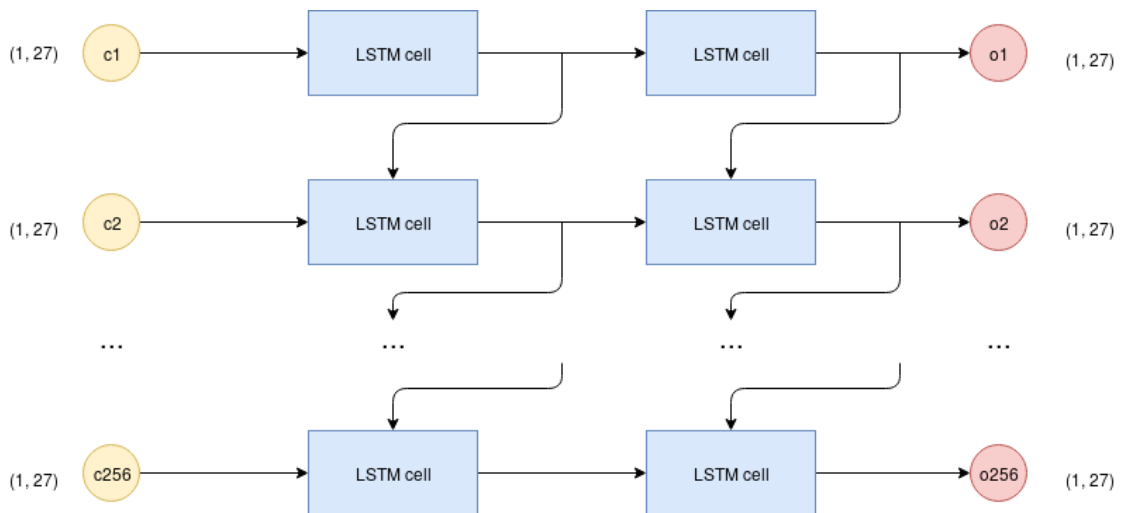 (1, 27) c1 LSTM cell LSTM cell o1 (1, 27)
(1, 27) c2 LSTM cell LSTM cell o2 (1, 27)
... ... ... ...
(1, 27) c256 LSTM cell LSTM cell o256 (1, 27)